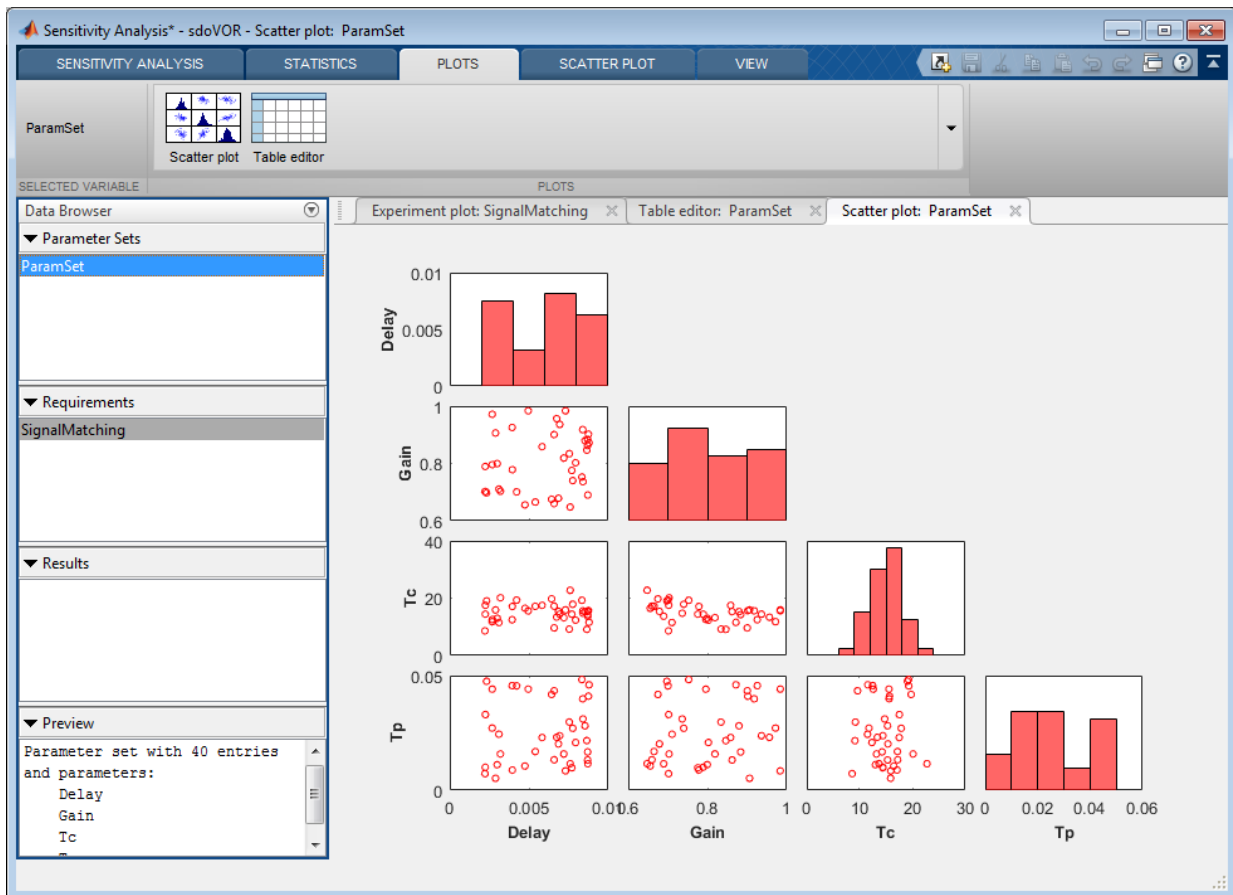 Sensitivity Analysis* - sdoVOR - Scatter plot: ParamSet
SENSITIVITY ANALYSIS STATISTICS PLOTS SCATTER PLOT VIEW
ParamSet
Scatter plot Table editor
SELECTED VARIABLE PLOTS
Data Browser
Experiment plot: SignalMatching Table editor: ParamSet Scatter plot: ParamSet
Parameter Sets
ParamSet
Requirements
SignalMatching
Results
Preview
Parameter set with 40 entries
and parameters:
Delay
Gain
Tc
0.01
0.005
0
Delay
1
0.8
0.6
Gain
40
20
0
Tc
0.05
0
Tp
0 0.005 0.01 0.6 0.8 1 0 10 20 30 0 0.02 0.04 0.06
Delay Gain Tc Tp